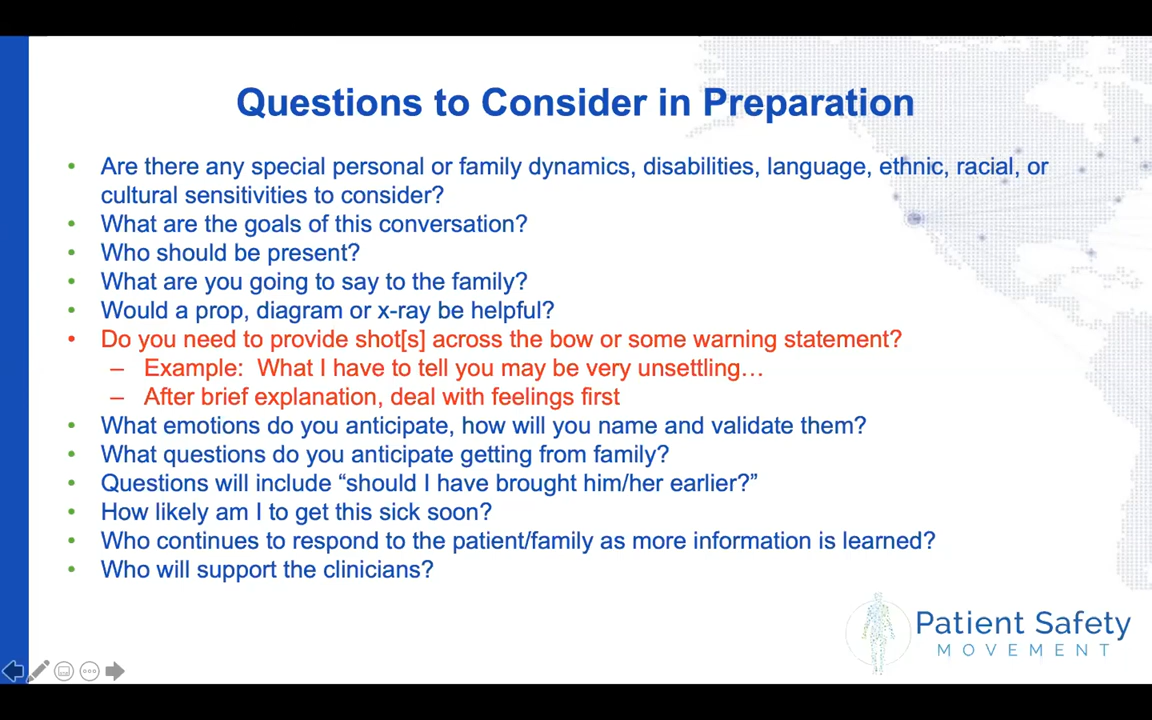 Questions to Consider in Preparation
• Are there any special personal or family dynamics, disabilities, language, ethnic, racial, or
cultural sensitivities to consider?
• What are the goals of this conversation?
• Who should be present?
• What are you going to say to the family?
• Would a prop, diagram or x-ray be helpful?
• Do you need to provide shot[s] across the bow or some warning statement?
– Example:  What I have to tell you may be very unsettling…
– After brief explanation, deal with feelings first
• What emotions do you anticipate, how will you name and validate them?
• What questions do you anticipate getting from family?
• Questions will include “should I have brought him/her earlier?”
• How likely am I to get this sick soon?
• Who continues to respond to the patient/family as more information is learned?
• Who will support the clinicians?
Patient Safety
MOVEMENT